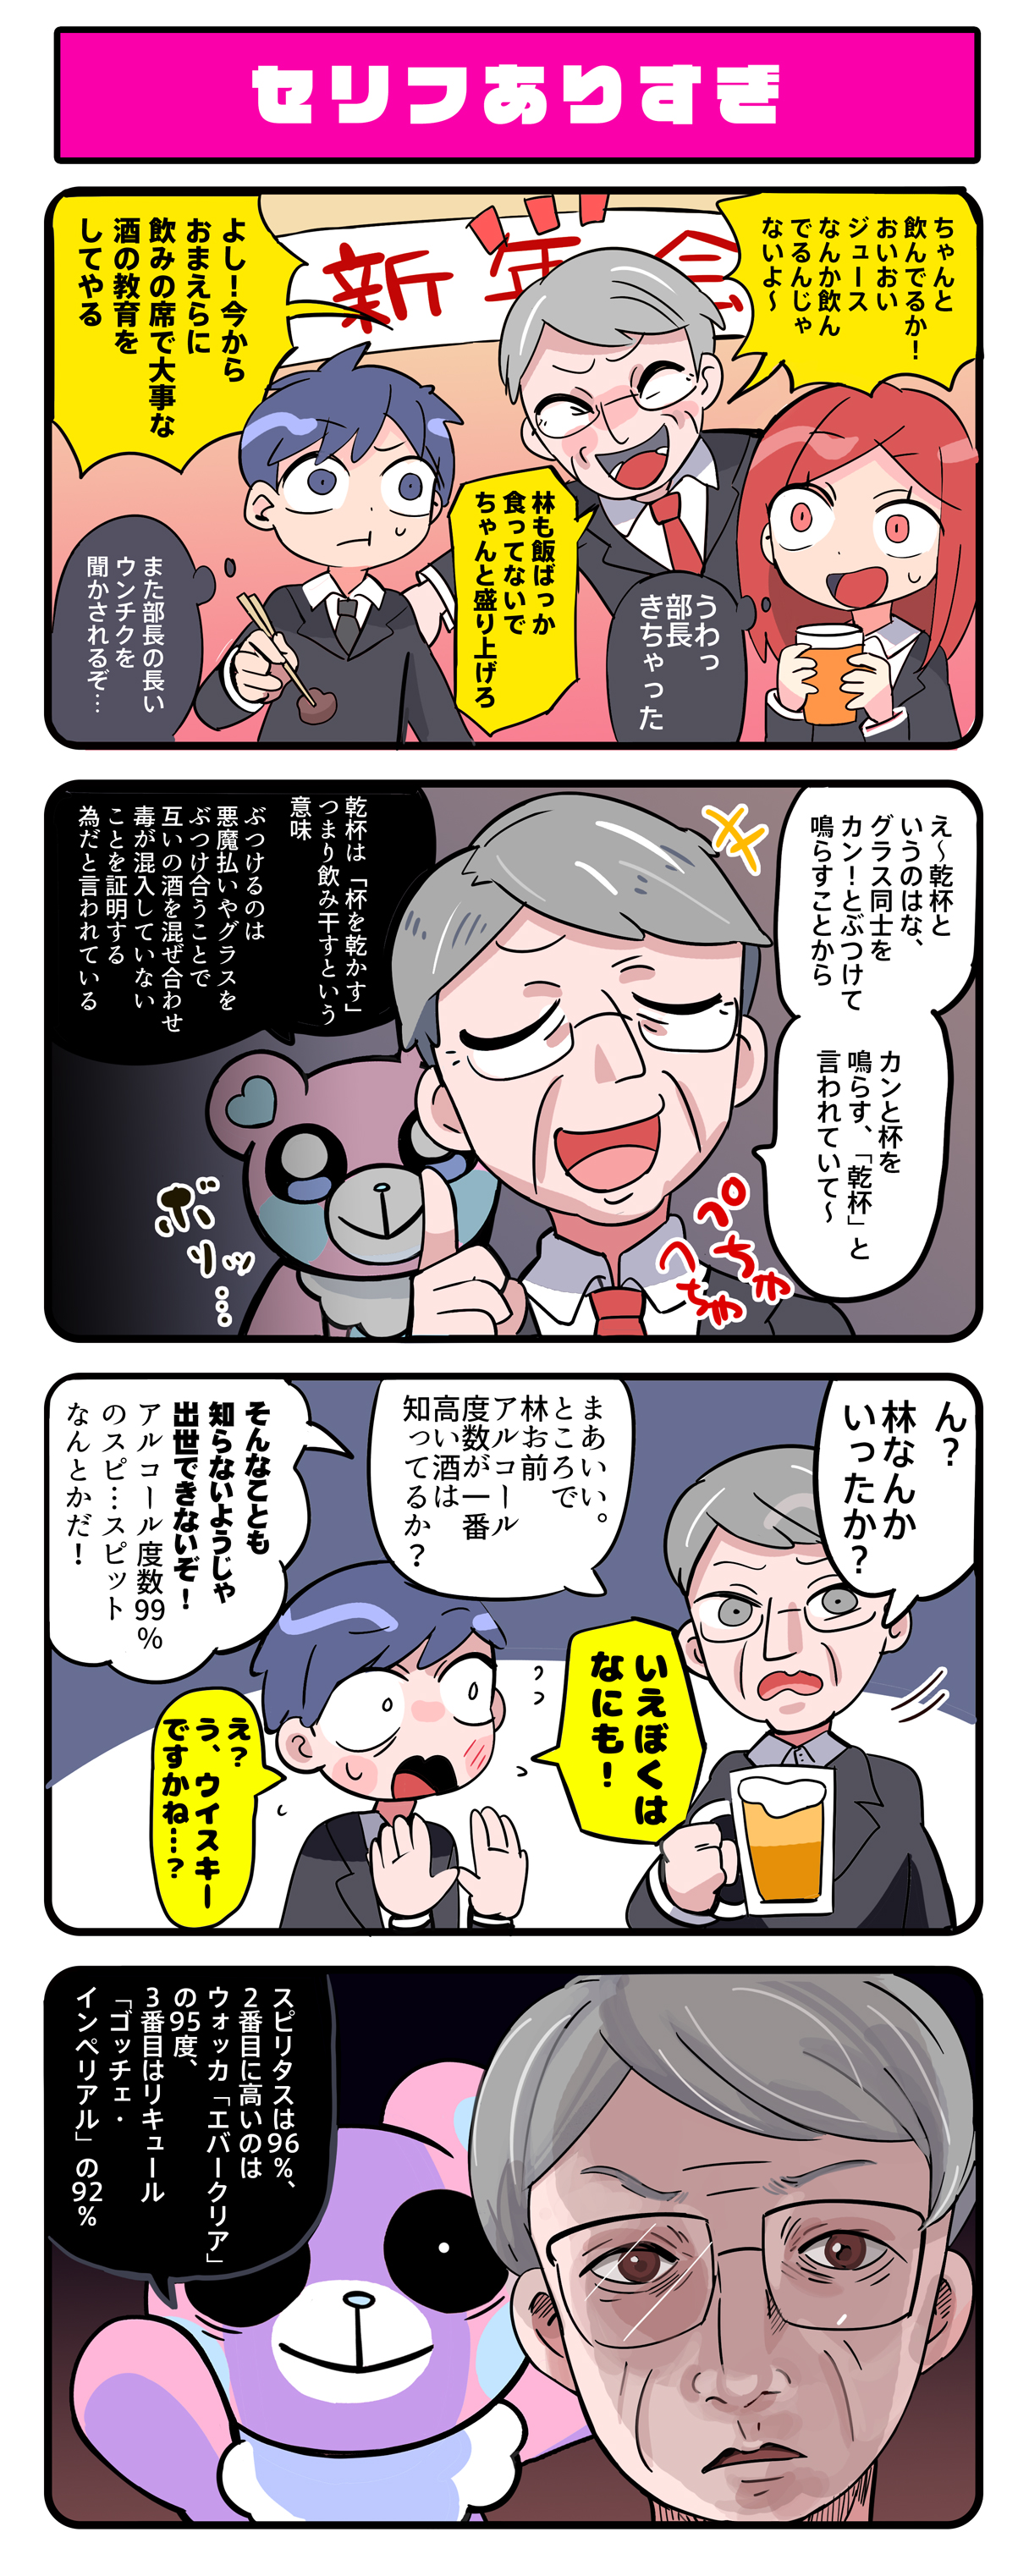 セリフありすぎ
新年会
ちゃんと
飲んでるか！
おいおい
ジュース
なんか飲ん
でるんじゃ
ないよ〜
よし！今から
おまえらに
飲みの席で大事な
酒の教育を
してやる
林も飯ばっか
食ってないで
ちゃんと盛り上げろ
うわっ
部長
きちゃった
また部長の長い
ウンチクを
聞かされるぞ…
え〜乾杯と
いうのはな、
グラス同士を
カン！とぶつけて
鳴らすことから
カンと杯を
鳴らす、「乾杯」と
言われていて〜
乾杯は「杯を乾かす」
つまり飲み干すという
意味
ぶつけるのは
悪魔払いやグラスを
ぶつけ合うことで
互いの酒を混ぜ合わせ
毒が混入していない
ことを証明する
為だと言われている
ペちゃ
くちゃ
ボ
リッ…
ん？
林なんか
いったか？
いえぼくは
なにも！
まあいい。
ところで
林お前
アルコール
度数が一番
高い酒は
知ってるか？
え？
う、ウイスキー
ですかね…？
そんなことも
知らないようじゃ
出世できないぞ！
アルコール度数99%
のスピ…スピット
なんとかだ！
スピリタスは96%、
2番目に高いのは
ウォッカ「エバークリア」
の95度、
3番目はリキュール
「ゴッチェ・
インペリアル」の92%